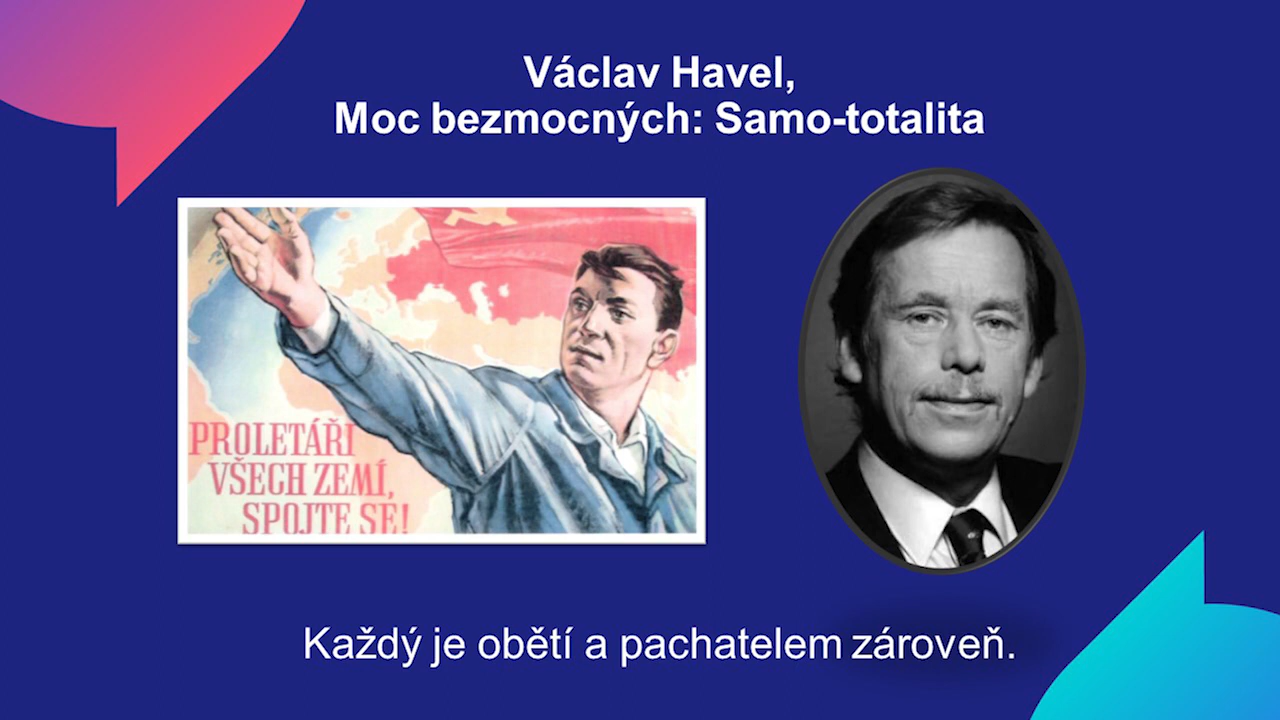 Václav Havel,
Moc bezmocných: Samo-totalita
PROLETÁŘI
VŠECH ZEMÍ,
SPOJTE SE!
Každý je obětí a pachatelem zároveň.